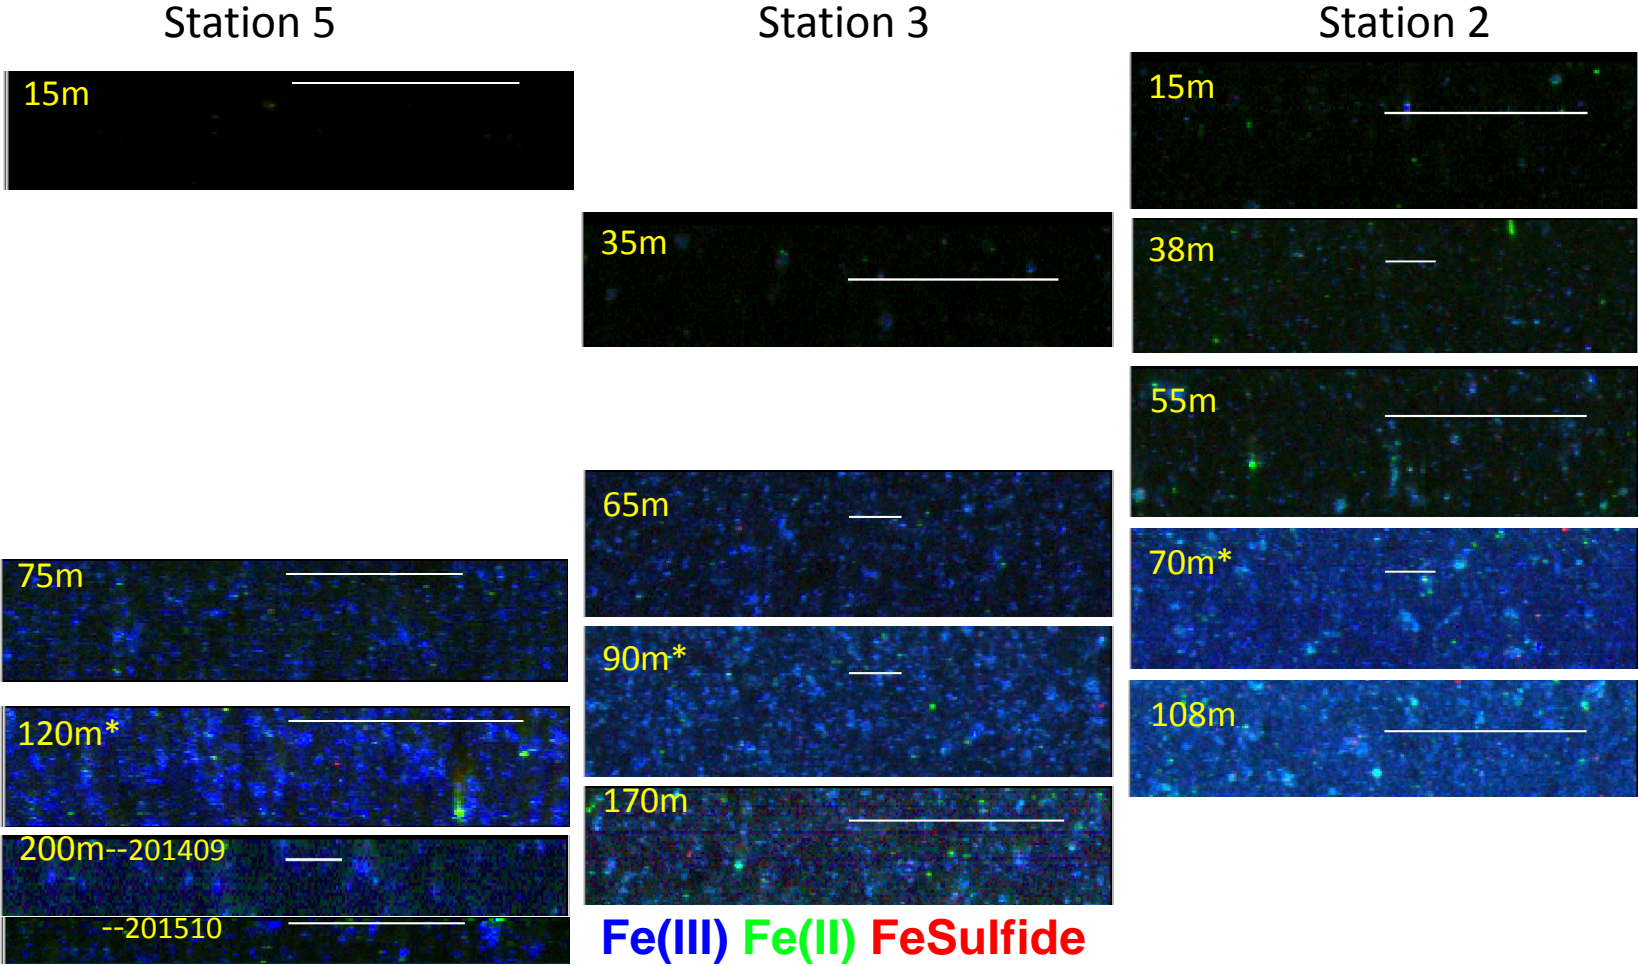 Station 5
Station 3
Station 2
15m
15m
35m
38m
55m
65m
70m*
75m
90m*
108m
120m*
170m
200m--201409
--201510
Fe(III) Fe(II) FeSulfide